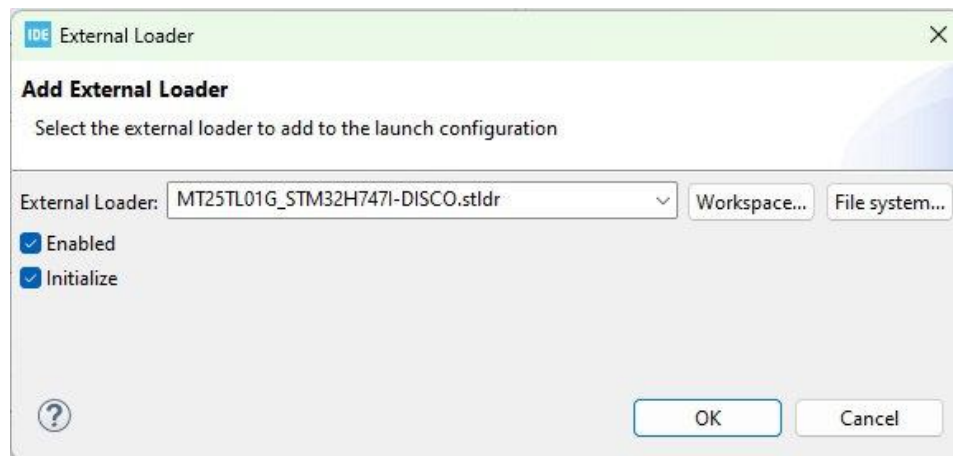 IDE External Loader
Add External Loader
Select the external loader to add to the launch configuration
External Loader: MT25TL01G_STM32H747I-DISCO.stldr Workspace... File system...
Enabled
Initialize
?
OK Cancel